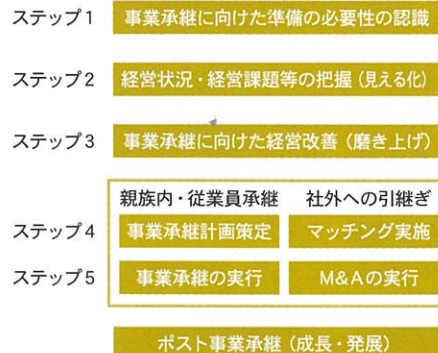 ステップ1 事業承継に向けた準備の必要性の認識
ステップ2 経営状況・経営課題等の把握（見える化）
ステップ3 事業承継に向けた経営改善（磨き上げ）
親族内・従業員承継 社外への引継ぎ
ステップ4 事業承継計画策定 マッチング実施
ステップ5 事業承継の実行 M&Aの実行
ポスト事業承継（成長・発展）